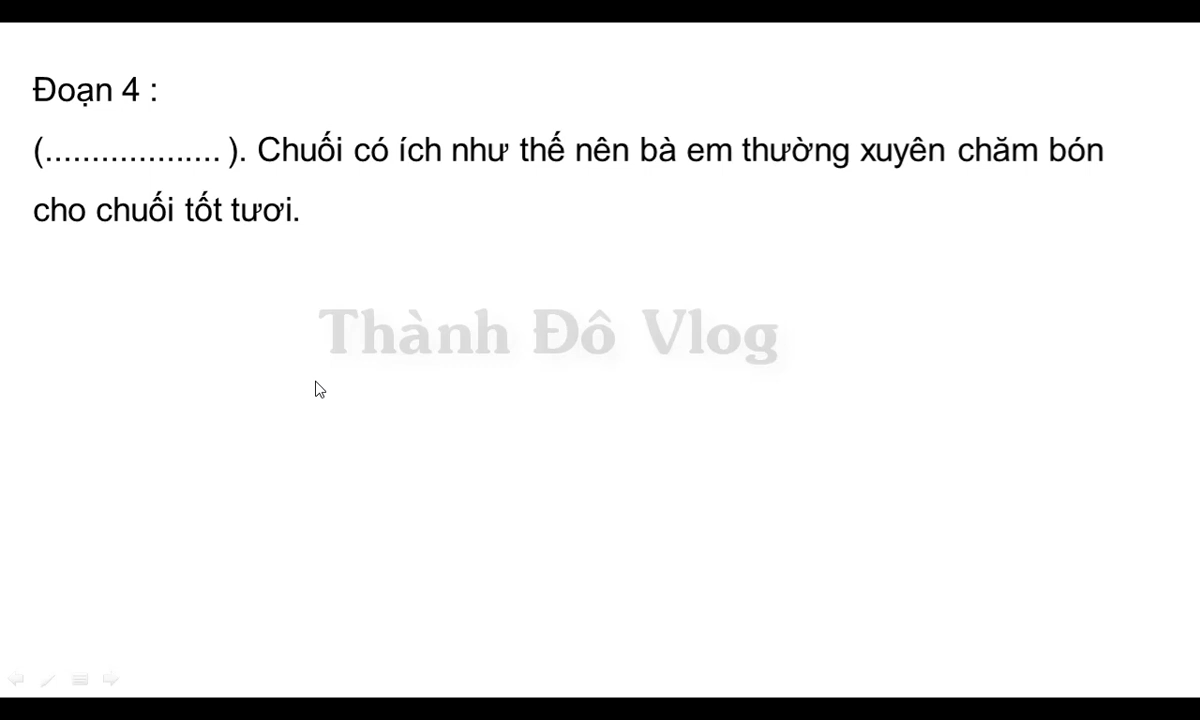 Đoạn 4 :
(................... ). Chuối có ích như thế nên bà em thường xuyên chăm bón
cho chuối tốt tươi.
Thành Đô Vlog